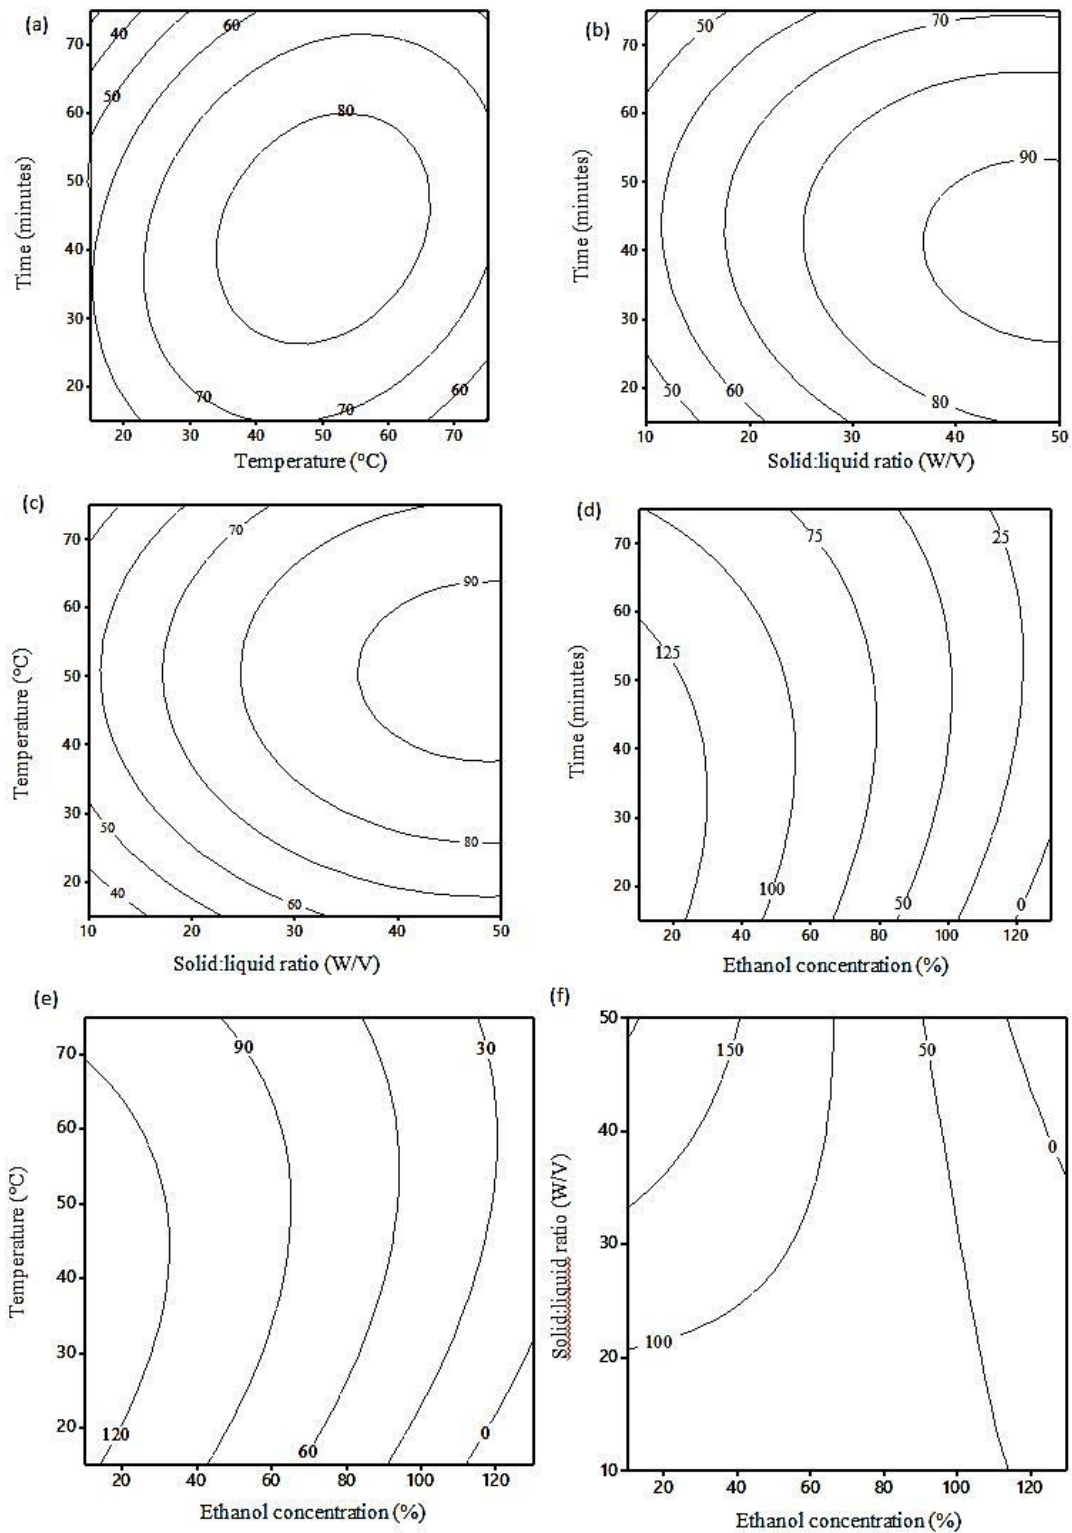 (a)
70
60
50
40
30
20
Time (minutes)
40
50
60
80
70
70
60
20 30 40 50 60 70
Temperature (°C)
(b)
70
60
50
40
30
20
Time (minutes)
50
70
90
50
60
80
10 20 30 40 50
Solid:liquid ratio (W/V)
(c)
70
60
50
40
30
20
Temperature (°C)
70
90
50
80
40
60
10 20 30 40 50
Solid:liquid ratio (W/V)
(d)
70
60
50
40
30
20
Time (minutes)
75
25
125
100
50
0
20 40 60 80 100 120
Ethanol concentration (%)
(e)
70
60
50
40
30
20
Temperature (°C)
90
30
120
60
0
20 40 60 80 100 120
Ethanol concentration (%)
(f)
50
40
30
20
10
Solid:liquid ratio (W/V)
150
50
0
100
20 40 60 80 100 120
Ethanol concentration (%)